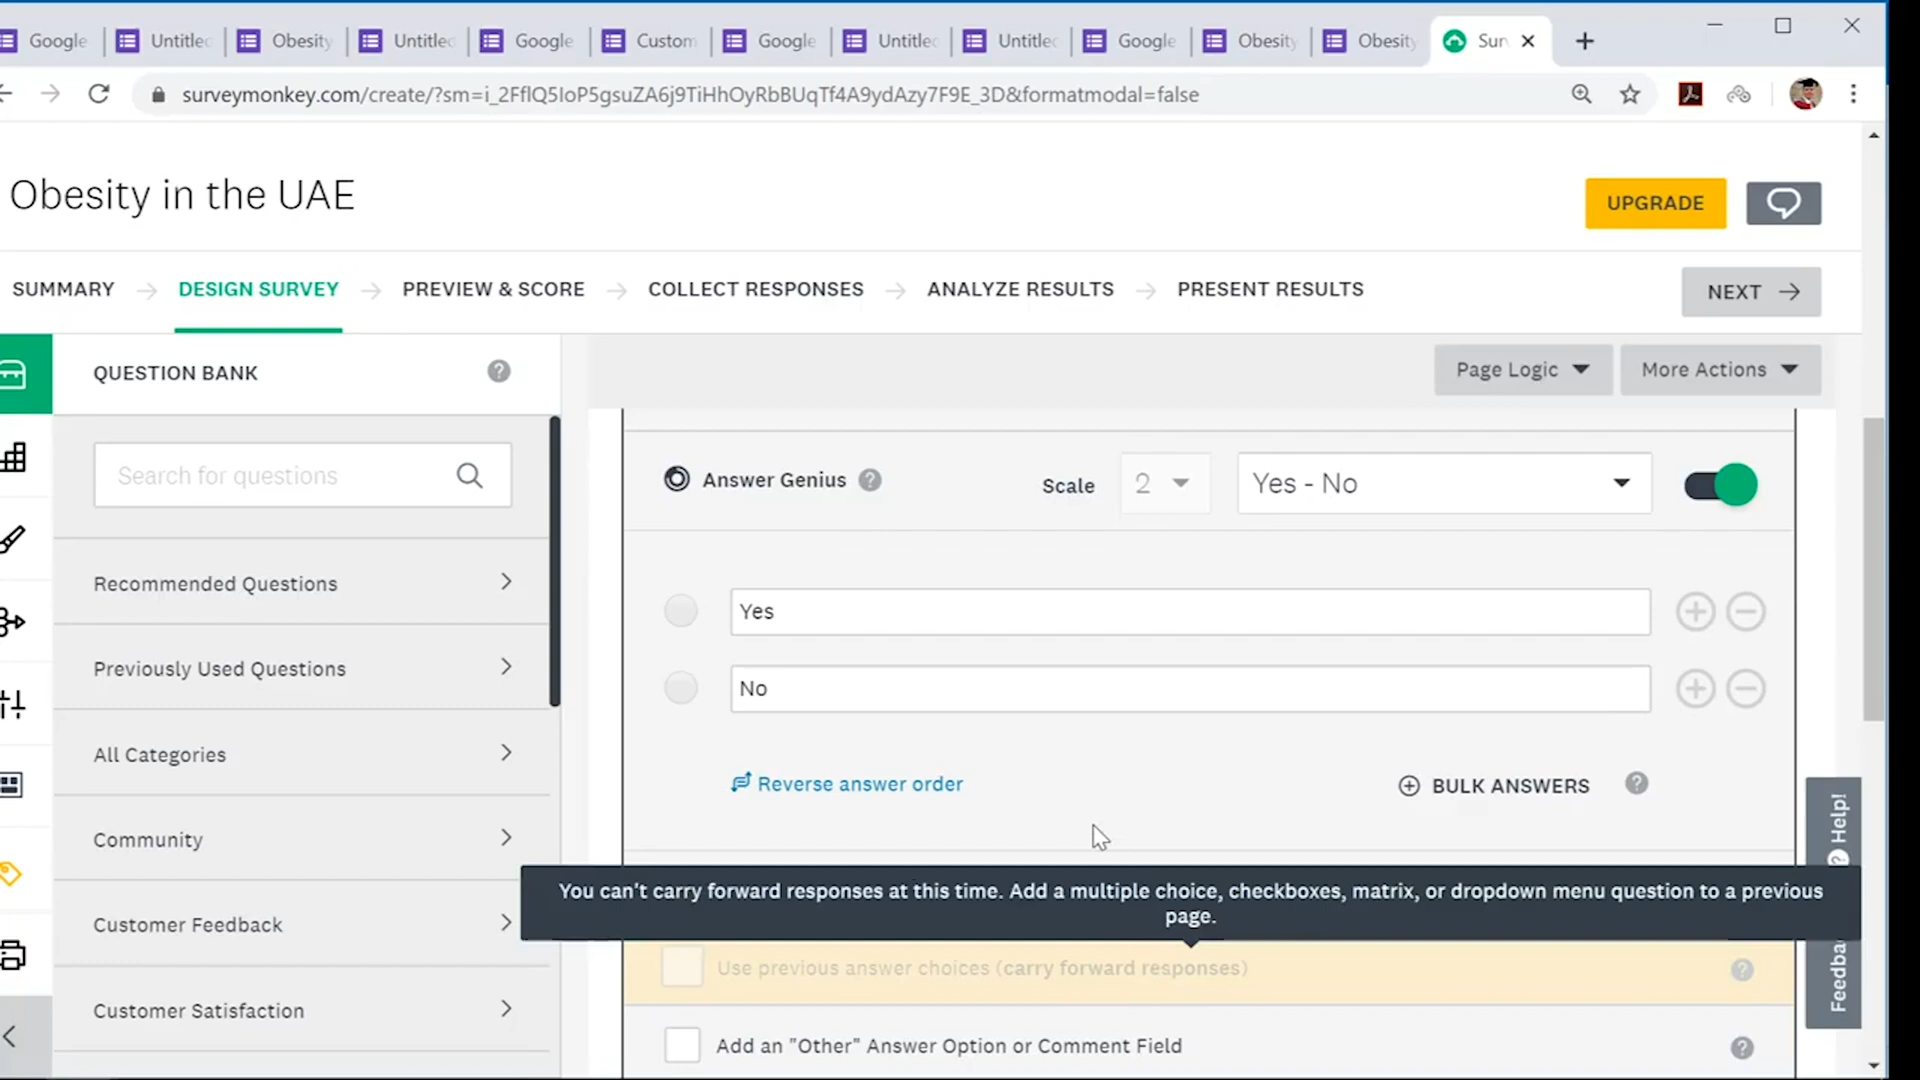 Google
Untitle
Obesity
Untitle
Google
Custom
Google
Untitle
Untitle
Google
Obesity
Obesity
Sur
surveymonkey.com/create/?sm=i_2FflQ5IoP5gsuZA6j9TiHhOyRbBUqTf4A9ydAzy7F9E_3D&formatmodal=false
Obesity in the UAE
UPGRADE
SUMMARY
DESIGN SURVEY
PREVIEW & SCORE
COLLECT RESPONSES
ANALYZE RESULTS
PRESENT RESULTS
NEXT
QUESTION BANK
Page Logic
More Actions
Search for questions
Answer Genius
Scale
2
Yes - No
Recommended Questions
Yes
Previously Used Questions
No
All Categories
Reverse answer order
BULK ANSWERS
Community
Help!
You can't carry forward responses at this time. Add a multiple choice, checkboxes, matrix, or dropdown menu question to a previous
page.
Customer Feedback
Use previous answer choices (carry forward responses)
Feedba
Customer Satisfaction
Add an "Other" Answer Option or Comment Field